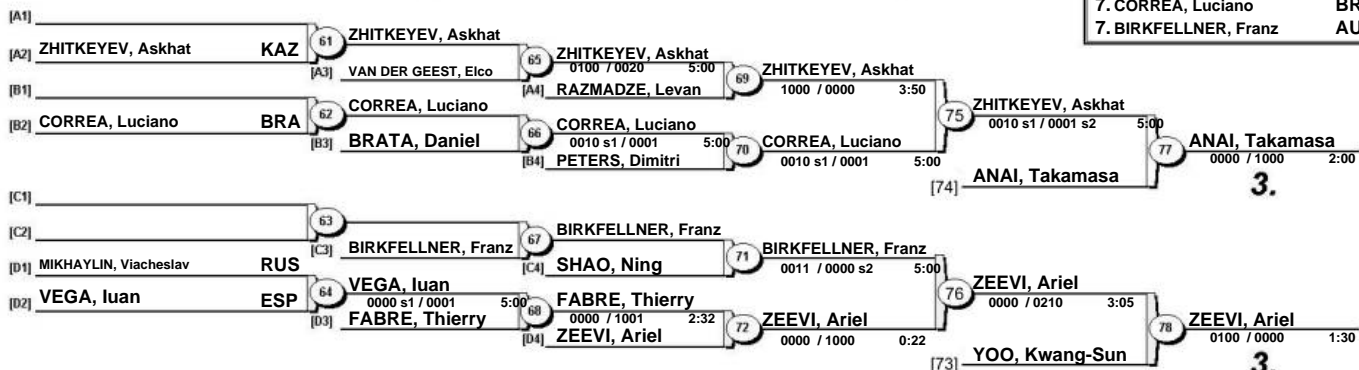 7. CORREA, Luciano BR
7. BIRKFELLNER, Franz AU
[A1]
[A2] ZHITKEYEV, Askhat KAZ
61 ZHITKEYEV, Askhat
[A3] VAN DER GEEST, Elco
65 ZHITKEYEV, Askhat
0100 / 0020 5:00
[A4] RAZMADZE, Levan
69 ZHITKEYEV, Askhat
1000 / 0000 3:50
[B1]
[B2] CORREA, Luciano BRA
62 CORREA, Luciano
[B3] BRATA, Daniel
66 CORREA, Luciano
0010 s1 / 0001 5:00
[B4] PETERS, Dimitri
70 CORREA, Luciano
0010 s1 / 0001 5:00
75 ZHITKEYEV, Askhat
0010 s1 / 0001 s2 5:00
[74] ANAI, Takamasa
77 ANAI, Takamasa
0000 / 1000 2:00
3.
[C1]
[C2]
63
[C3] BIRKFELLNER, Franz
67 BIRKFELLNER, Franz
[C4] SHAO, Ning
71 BIRKFELLNER, Franz
0011 / 0000 s2 5:00
[D1] MIKHAYLIN, Viacheslav RUS
[D2] VEGA, Iuan ESP
64 VEGA, Iuan
0000 s1 / 0001 5:00
[D3] FABRE, Thierry
68 FABRE, Thierry
0000 / 1001 2:32
[D4] ZEEVI, Ariel
72 ZEEVI, Ariel
0000 / 1000 0:22
76 ZEEVI, Ariel
0000 / 0210 3:05
[73] YOO, Kwang-Sun
78 ZEEVI, Ariel
0100 / 0000 1:30
3.